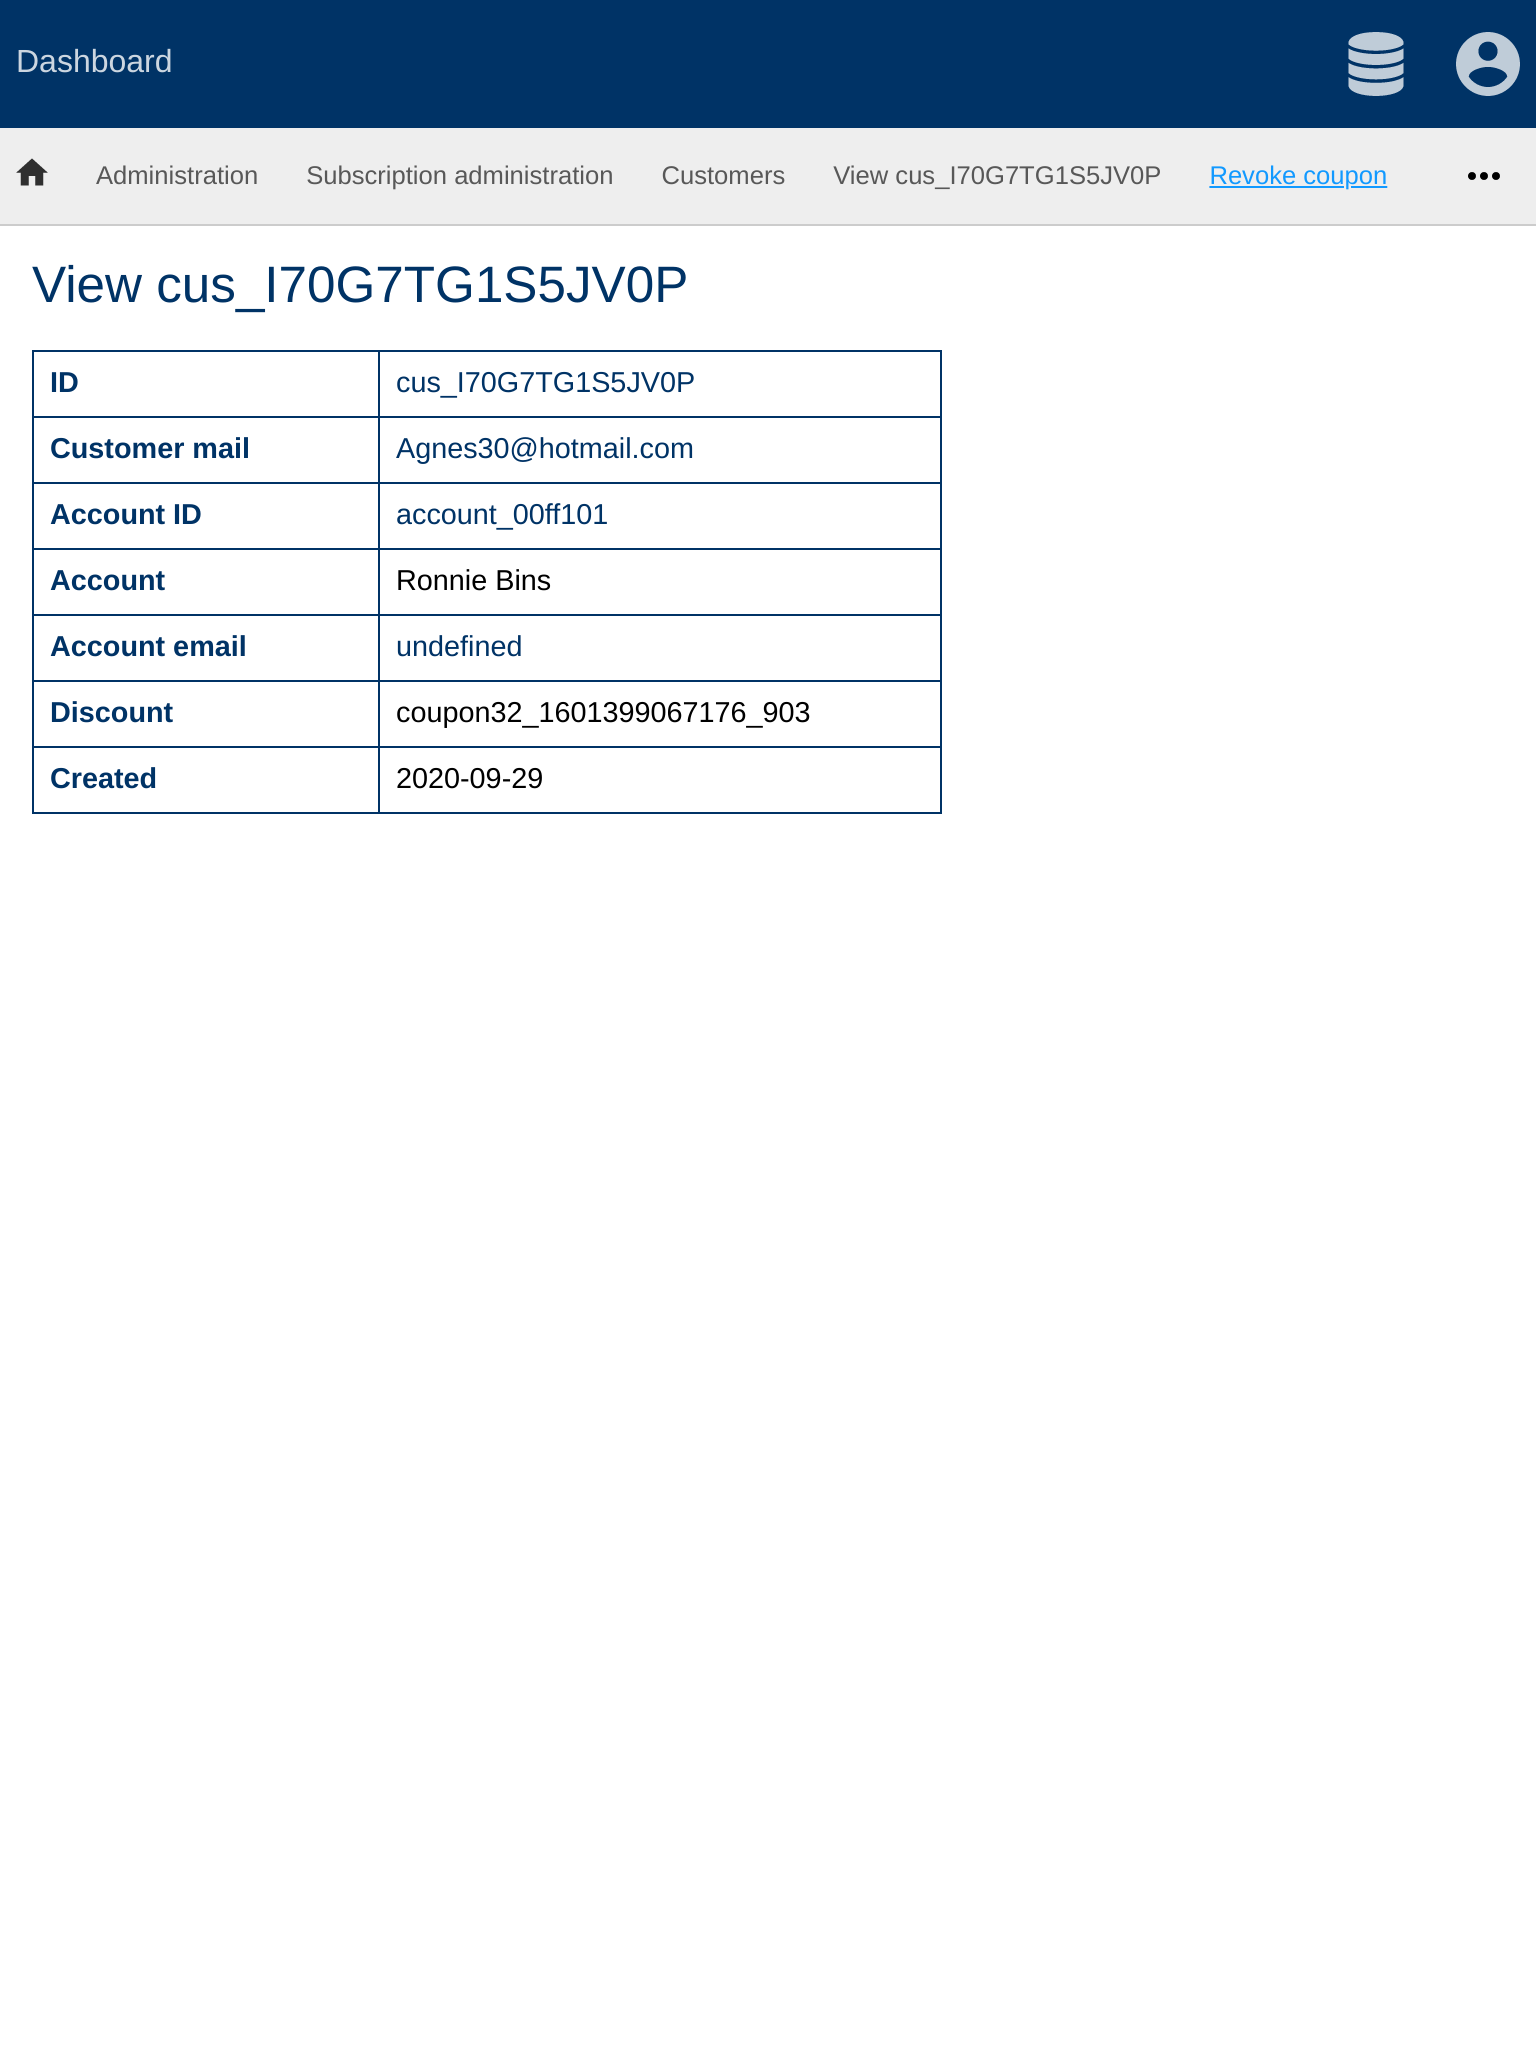 Dashboard
Administration Subscription administration Customers View cus_I70G7TG1S5JV0P Revoke coupon
View cus_I70G7TG1S5JV0P
ID cus_I70G7TG1S5JV0P
Customer mail Agnes30@hotmail.com
Account ID account_00ff101
Account Ronnie Bins
Account email undefined
Discount coupon32_1601399067176_903
Created 2020-09-29